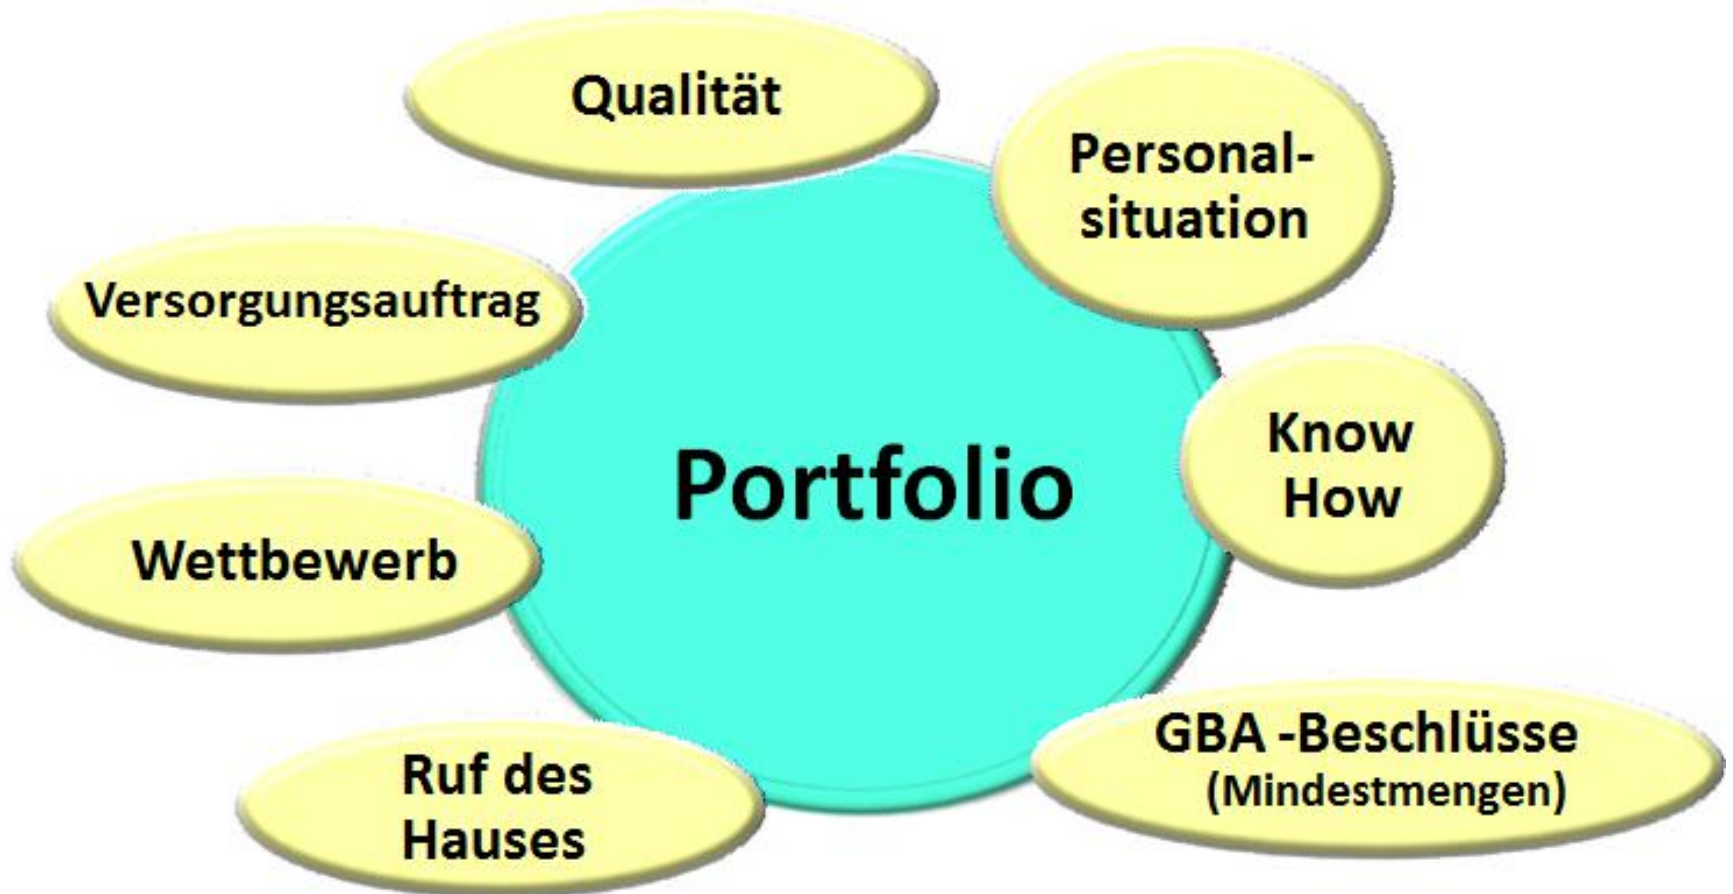 Qualität
Personal-
situation
Versorgungsauftrag
Know
How
Portfolio
Wettbewerb
GBA -Beschlüsse
(Mindestmengen)
Ruf des
Hauses